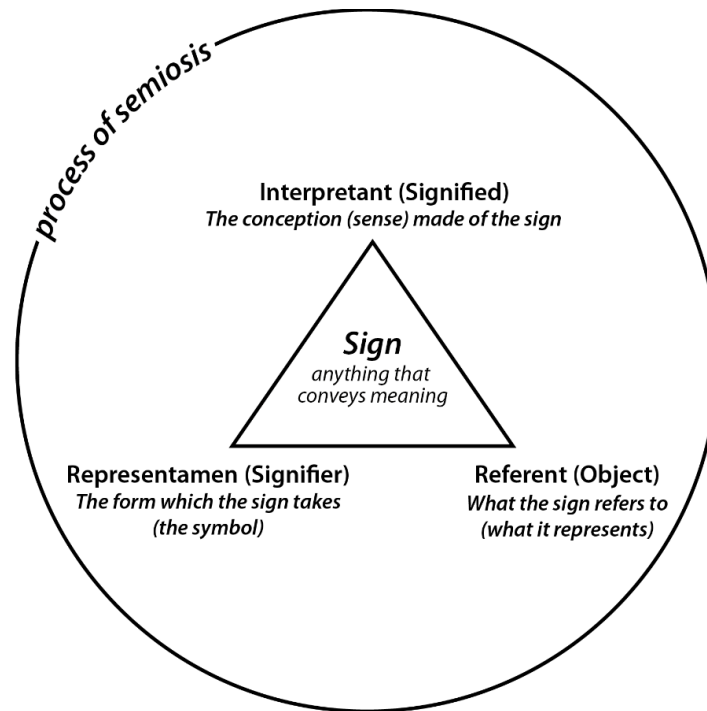 process of semiosis
Interpretant (Signified)
The conception (sense) made of the sign
Sign
anything that
conveys meaning
Representamen (Signifier)
The form which the sign takes
(the symbol)
Referent (Object)
What the sign refers to
(what it represents)